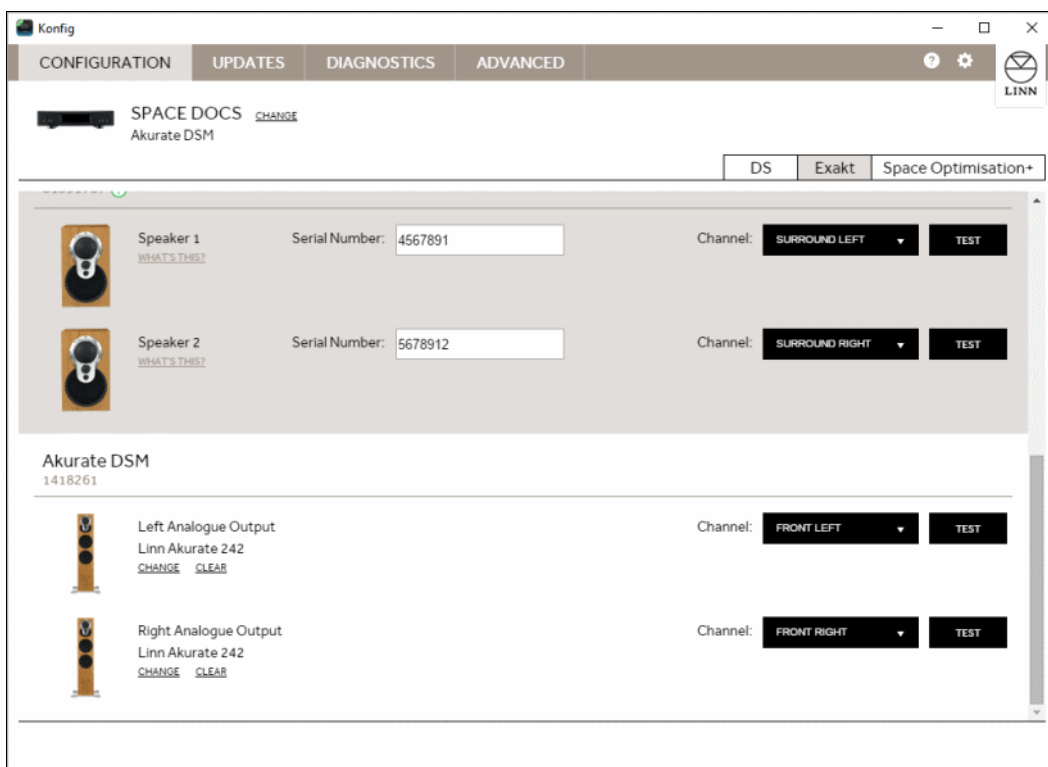 Konfig
CONFIGURATION UPDATES DIAGNOSTICS ADVANCED
LINN
SPACE DOCS CHANGE
Akurate DSM
DS Exakt Space Optimisation+
Speaker 1 Serial Number: 4567891 Channel: SURROUND LEFT TEST
WHAT'S THIS?
Speaker 2 Serial Number: 5678912 Channel: SURROUND RIGHT TEST
WHAT'S THIS?
Akurate DSM
1418261
Left Analogue Output Channel: FRONT LEFT TEST
Linn Akurate 242
CHANGE CLEAR
Right Analogue Output Channel: FRONT RIGHT TEST
Linn Akurate 242
CHANGE CLEAR